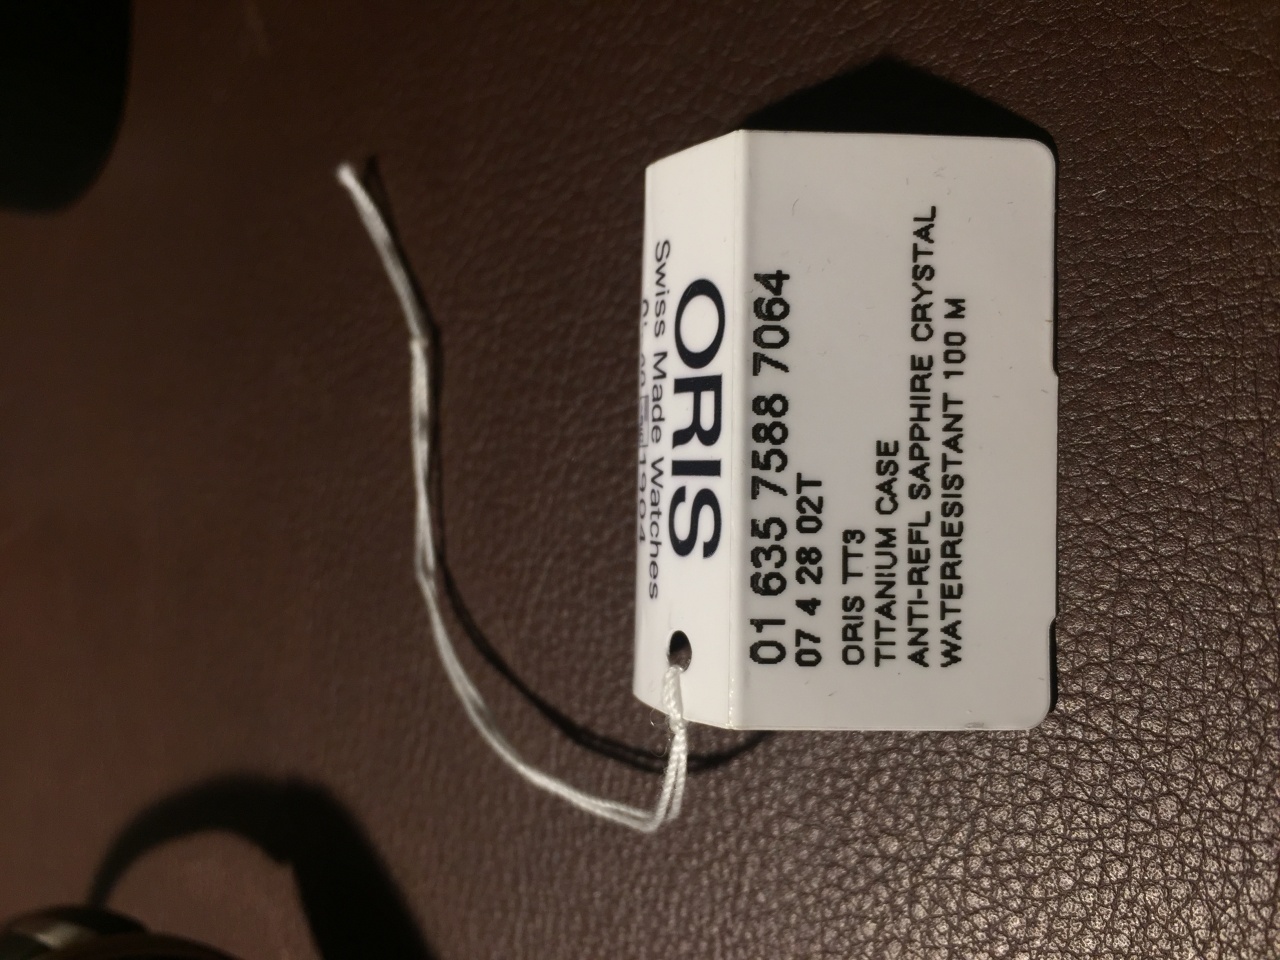 ORIS
Swiss Made Watches
1904
01 635 7588 7064
07 4 28 02T
ORIS TT3
TITANIUM CASE
ANTI-REFL SAPPHIRE CRYSTAL
WATERRESISTANT 100 M